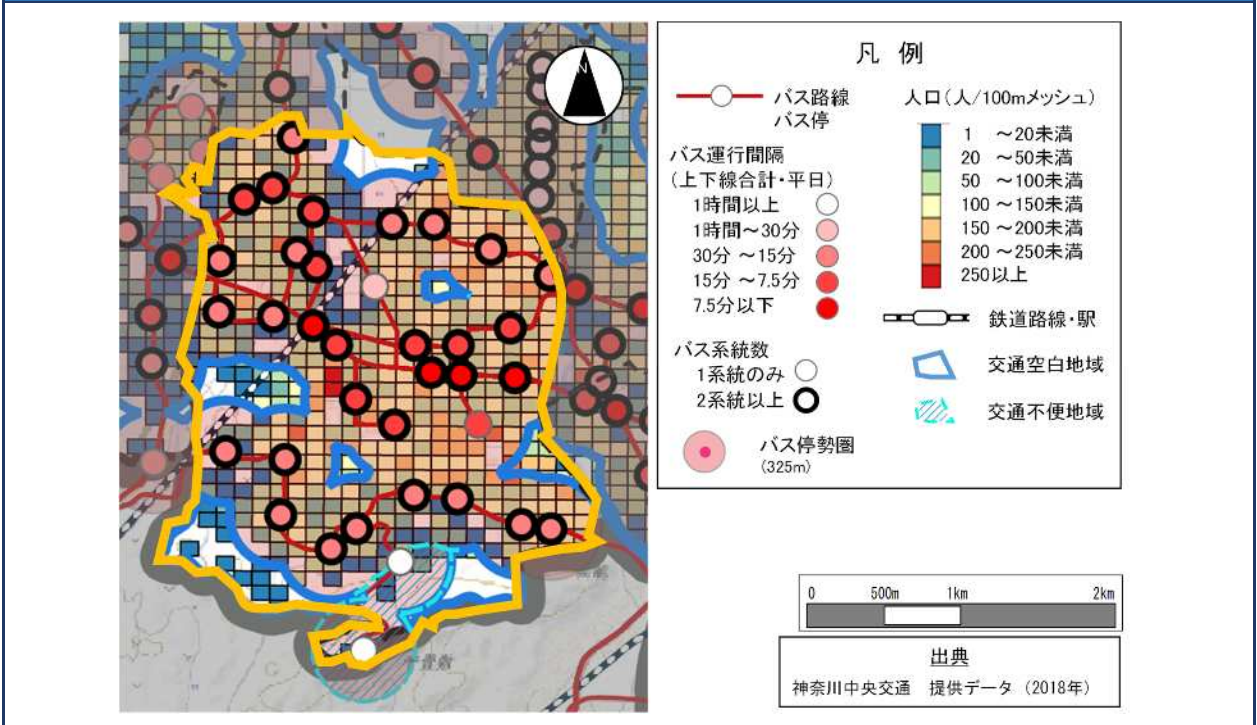 N
凡 例
バス路線
バス停
バス運行間隔
(上下線合計・平日)
1時間以上
1時間～30分
30分 ～15分
15分 ～7.5分
7.5分以下
バス系統数
1系統のみ
2系統以上
バス停勢圏
(325m)
人口(人/100mメッシュ)
1 ～20未満
20 ～50未満
50 ～100未満
100 ～150未満
150 ～200未満
200 ～250未満
250以上
鉄道路線・駅
交通空白地域
交通不便地域
0 500m 1km 2km
出典
神奈川中央交通 提供データ (2018年)